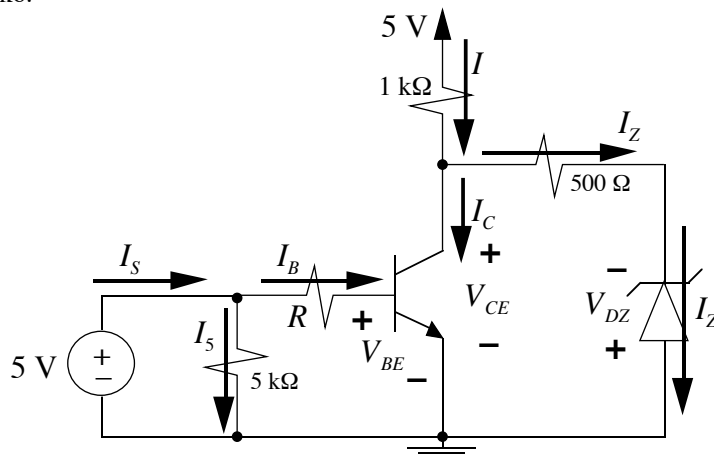 5 V
I
1 kΩ
I_Z
500 Ω
I_C
+
I_S
I_B
–
V_CE
R
+
V_DZ
I_Z
I_5
V_BE
–
+
5 V
+
–
5 kΩ
–